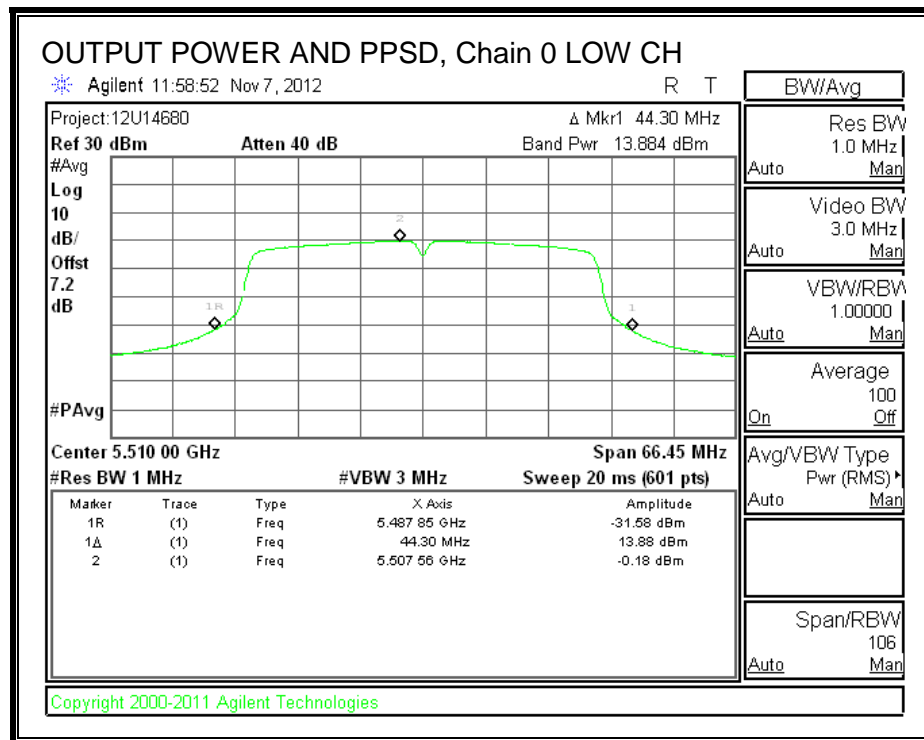 OUTPUT POWER AND PPSD, Chain 0 LOW CH
Agilent 11:58:52 Nov 7, 2012 R T
Project:12U14680 Δ Mkr1 44.30 MHz
Ref 30 dBm Atten 40 dB Band Pwr 13.884 dBm
#Avg
Log
10
dB/
Offst
7.2
dB
#PAvg
2
1R
1
Center 5.510 00 GHz Span 66.45 MHz
#Res BW 1 MHz #VBW 3 MHz Sweep 20 ms (601 pts)
Marker Trace Type X Axis Amplitude
1R (1) Freq 5.487 85 GHz -31.58 dBm
1Δ (1) Freq 44.30 MHz 13.88 dBm
2 (1) Freq 5.507 56 GHz -0.18 dBm
BW/Avg
Res BW
1.0 MHz
Auto Man
Video BW
3.0 MHz
Auto Man
VBW/RBW
1.00000
Auto Man
Average
100
On Off
Avg/VBW Type
Pwr (RMS)
Auto Man
Span/RBW
106
Auto Man
Copyright 2000-2011 Agilent Technologies